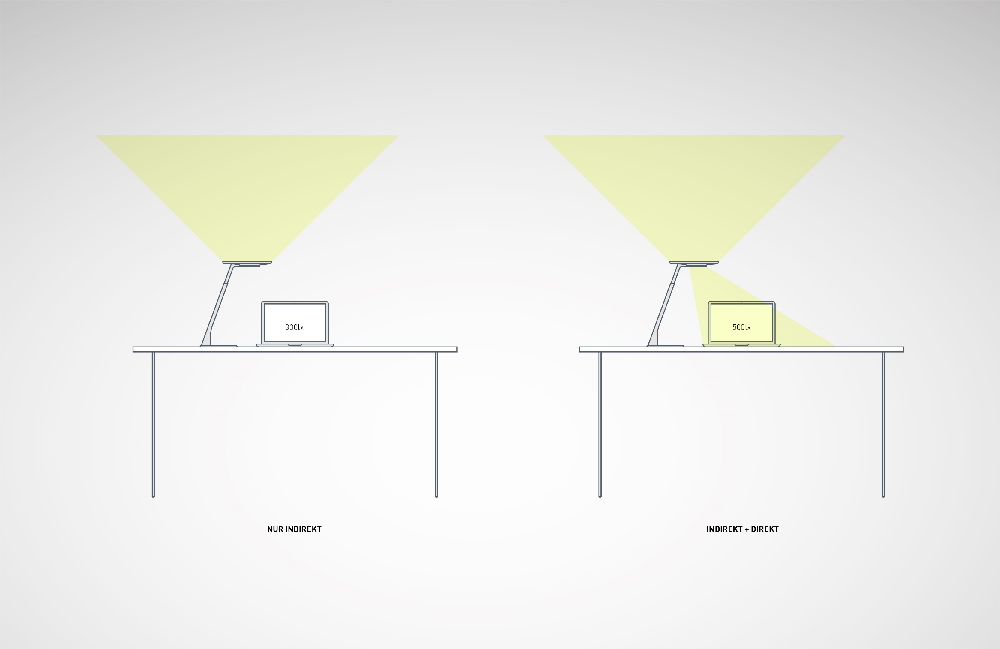 300lx
500lx
NUR INDIREKT
INDIREKT + DIREKT